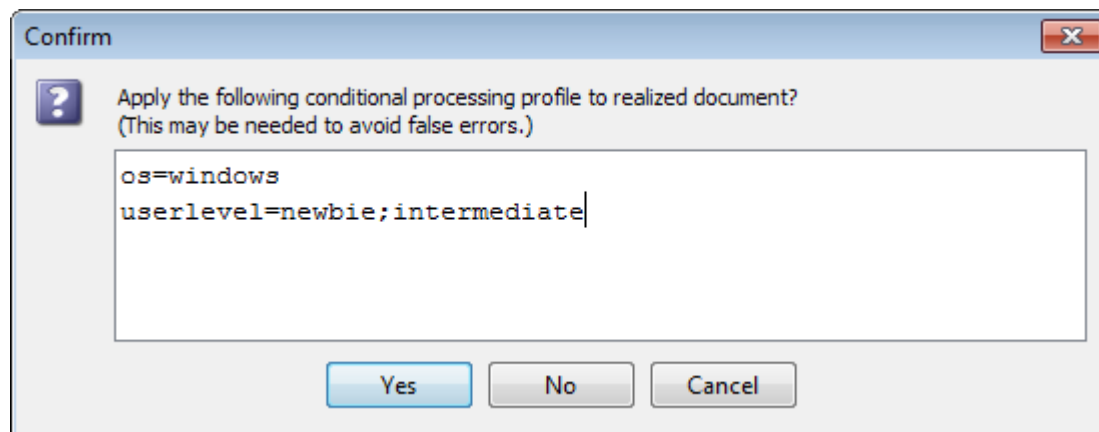 Confirm
Apply the following conditional processing profile to realized document?
(This may be needed to avoid false errors.)
os=windows
userlevel=newbie;intermediate
Yes
No
Cancel